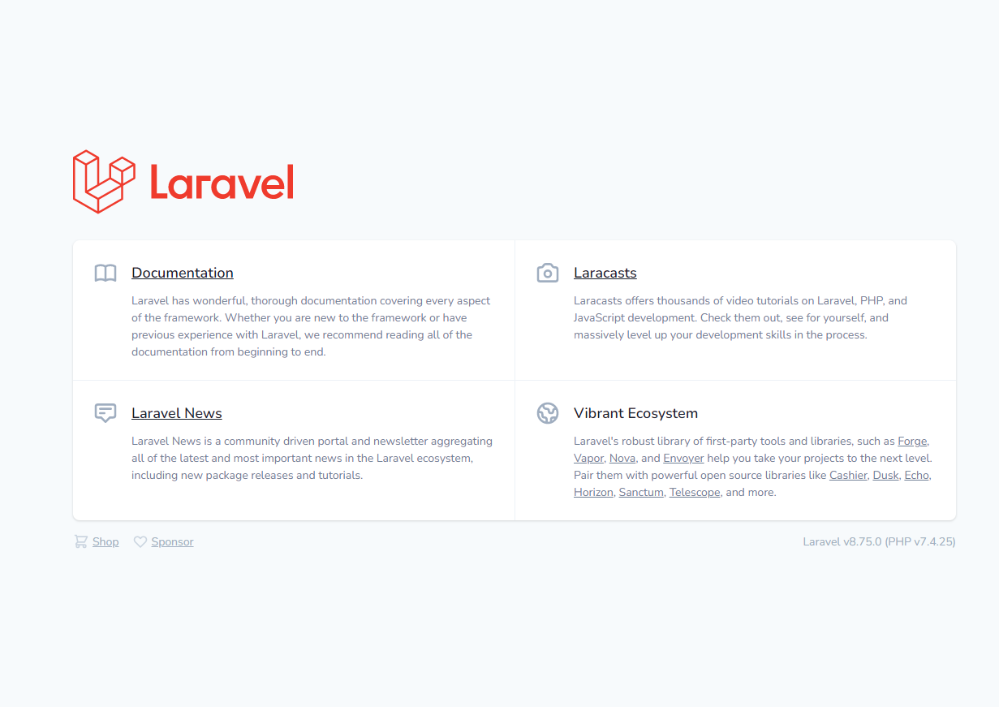 Laravel
Documentation
Laravel has wonderful, thorough documentation covering every aspect
of the framework. Whether you are new to the framework or have
previous experience with Laravel, we recommend reading all of the
documentation from beginning to end.
Laracasts
Laracasts offers thousands of video tutorials on Laravel, PHP, and
JavaScript development. Check them out, see for yourself, and
massively level up your development skills in the process.
Laravel News
Laravel News is a community driven portal and newsletter aggregating
all of the latest and most important news in the Laravel ecosystem,
including new package releases and tutorials.
Vibrant Ecosystem
Laravel's robust library of first-party tools and libraries, such as Forge,
Vapor, Nova, and Envoyer help you take your projects to the next level.
Pair them with powerful open source libraries like Cashier, Dusk, Echo,
Horizon, Sanctum, Telescope, and more.
Shop Sponsor Laravel v8.75.0 (PHP v7.4.25)